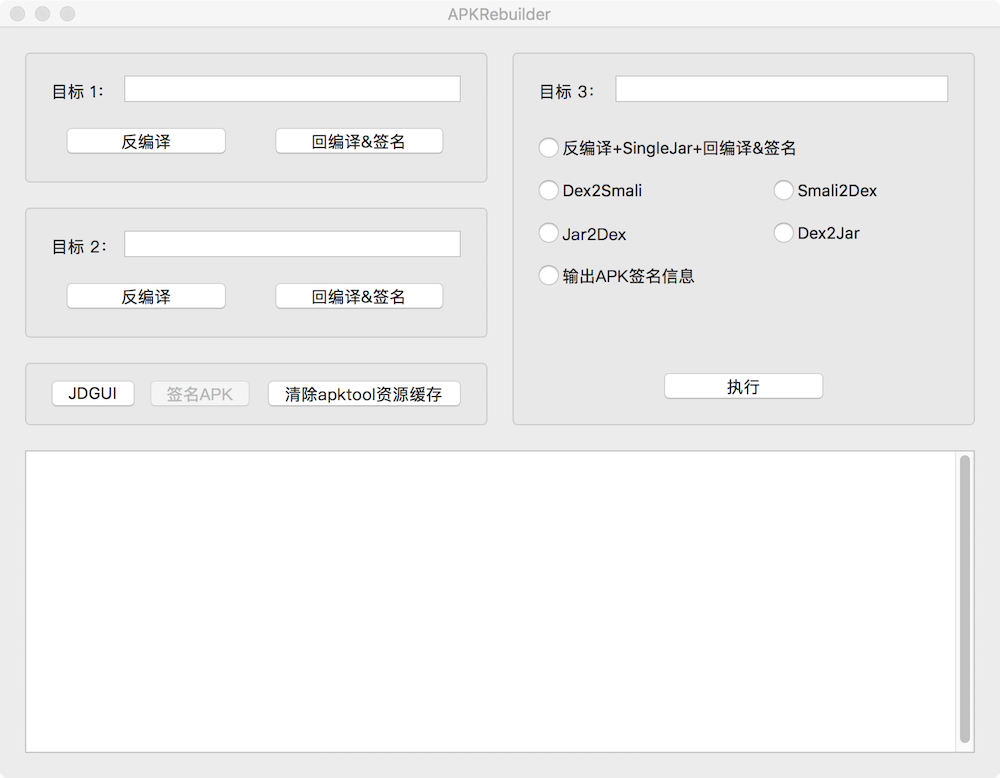 APKRebuilder
目标 1：
反编译
回编译&签名
目标 2：
反编译
回编译&签名
JDGUI
签名APK
清除apktool资源缓存
目标 3：
反编译+SingleJar+回编译&签名
Dex2Smali
Smali2Dex
Jar2Dex
Dex2Jar
输出APK签名信息
执行